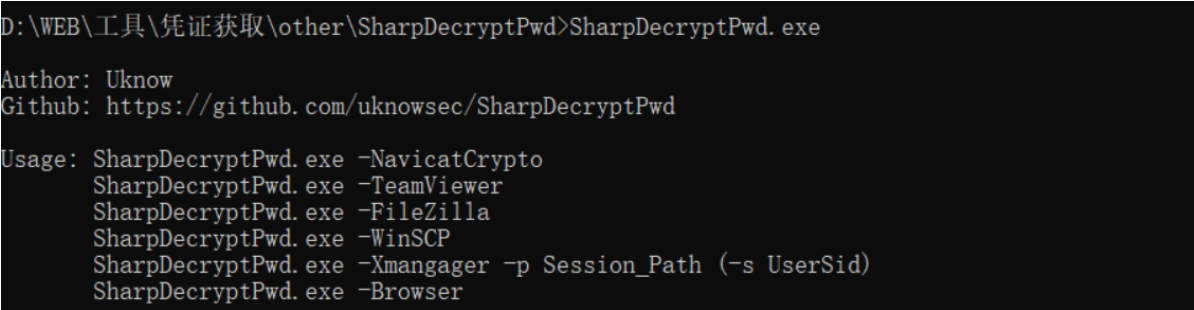 D:\WEB\工具\凭证获取\other\SharpDecryptPwd>SharpDecryptPwd.exe
Author: Uknow
Github: https://github.com/uknowsec/SharpDecryptPwd
Usage: SharpDecryptPwd.exe -NavicatCrypto
SharpDecryptPwd.exe -TeamViewer
SharpDecryptPwd.exe -FileZilla
SharpDecryptPwd.exe -WinSCP
SharpDecryptPwd.exe -Xmangager -p Session_Path (-s UserSid)
SharpDecryptPwd.exe -Browser